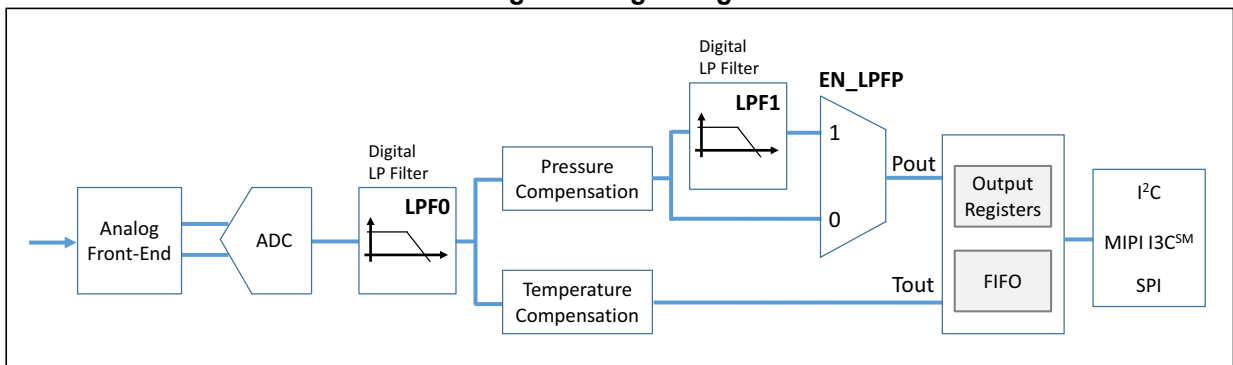 Digital
LP Filter
LPF1
EN_LPFP
1
0
Digital
LP Filter
LPF0
Analog
Front-End
ADC
Pressure
Compensation
Temperature
Compensation
Pout
Tout
Output
Registers
FIFO
I²C
MIPI I3Cˢᴹ
SPI